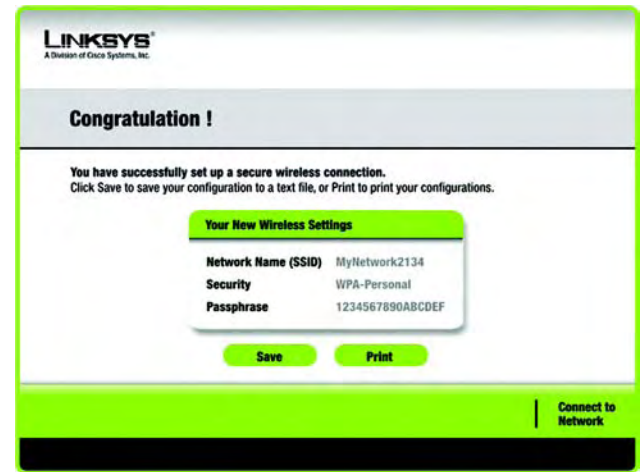 LINKSYS®
A Division of Cisco Systems, Inc.
Congratulation !
You have successfully set up a secure wireless connection.
Click Save to save your configuration to a text file, or Print to print your configurations.
Your New Wireless Settings
Network Name (SSID) MyNetwork2134
Security WPA-Personal
Passphrase 1234567890ABCDEF
Save Print
Connect to
Network